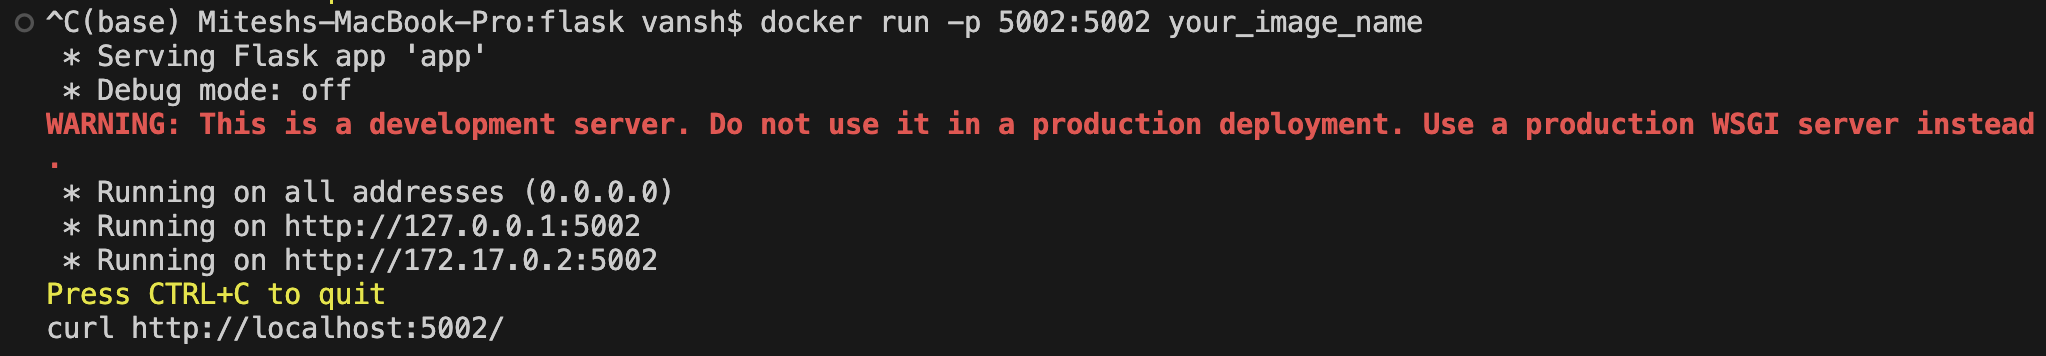 ^C(base) Miteshs-MacBook-Pro:flask vansh$ docker run -p 5002:5002 your_image_name
 * Serving Flask app 'app'
 * Debug mode: off
WARNING: This is a development server. Do not use it in a production deployment. Use a production WSGI server instead
.
 * Running on all addresses (0.0.0.0)
 * Running on http://127.0.0.1:5002
 * Running on http://172.17.0.2:5002
Press CTRL+C to quit
curl http://localhost:5002/